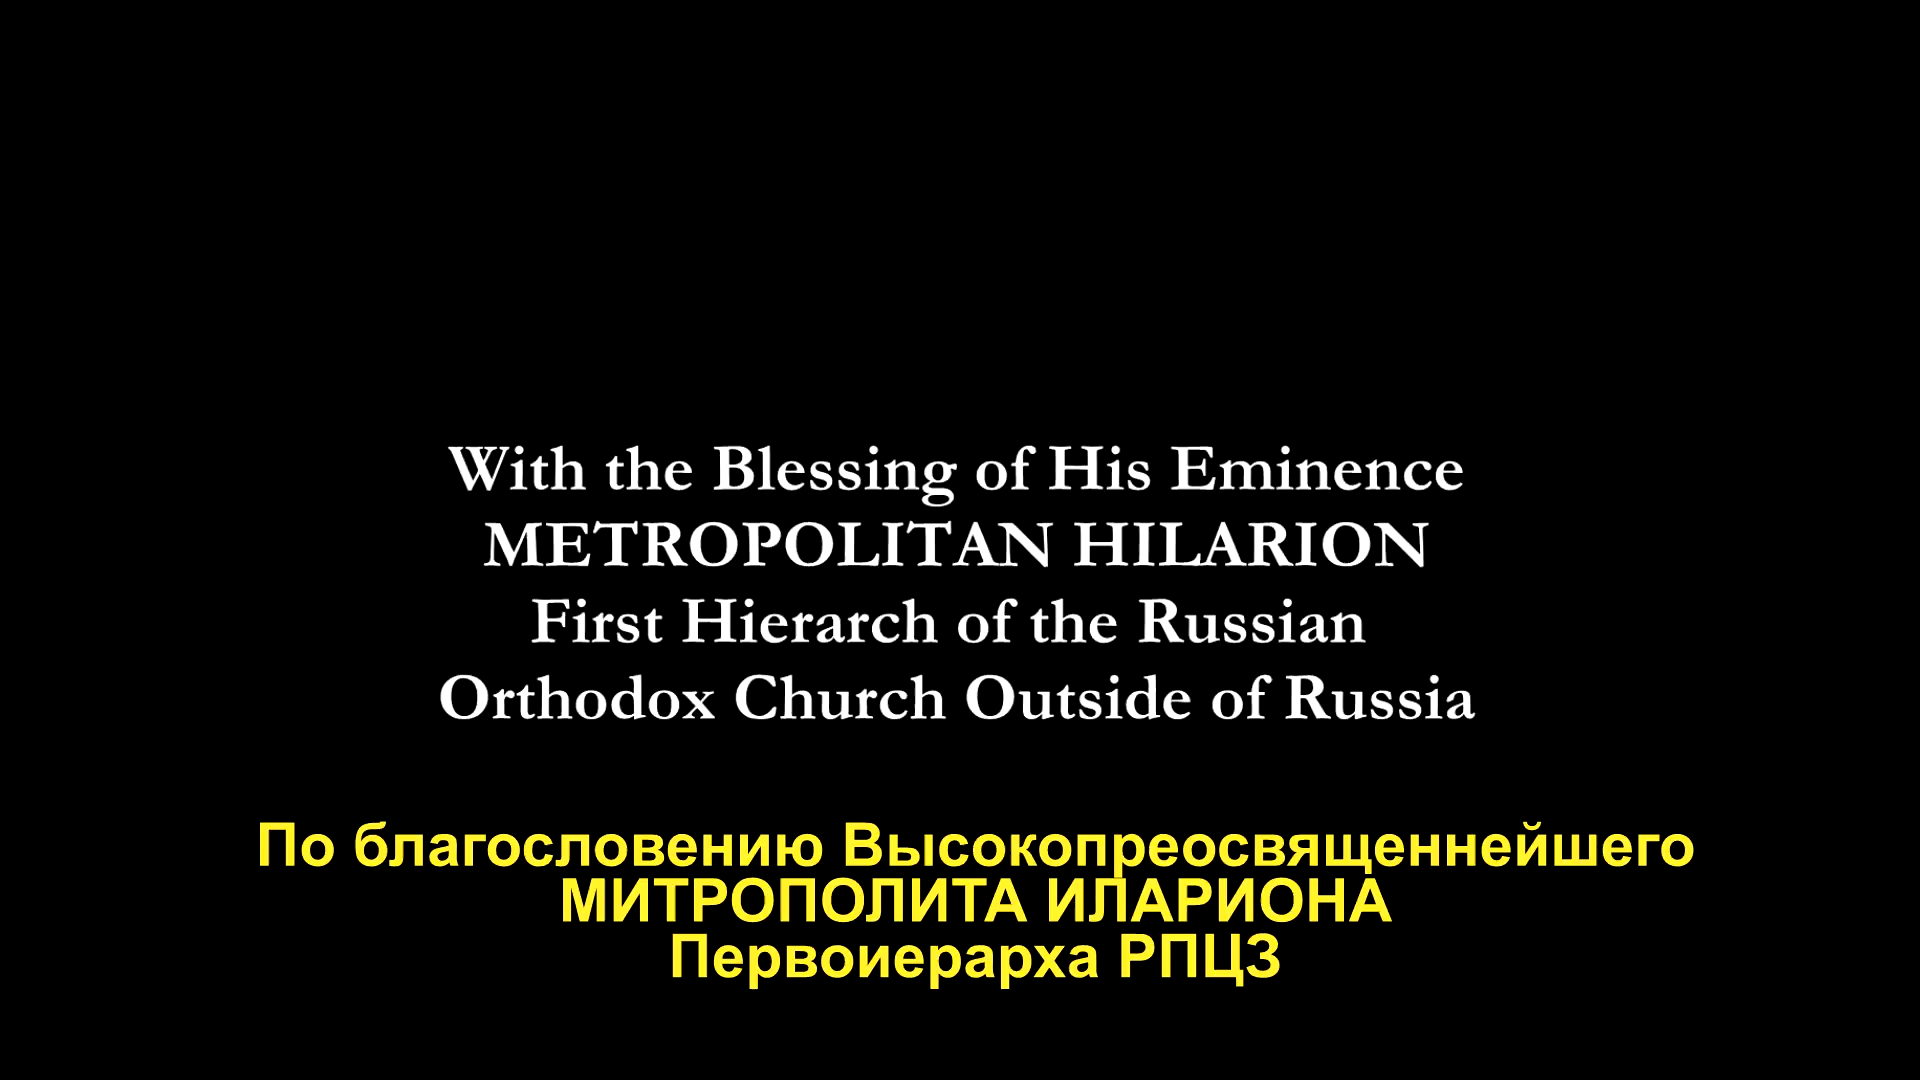 With the Blessing of His Eminence
METROPOLITAN HILARION
First Hierarch of the Russian
Orthodox Church Outside of Russia
По благословению Высокопреосвященнейшего
МИТРОПОЛИТА ИЛАРИОНА
Первоиерарха РПЦЗ